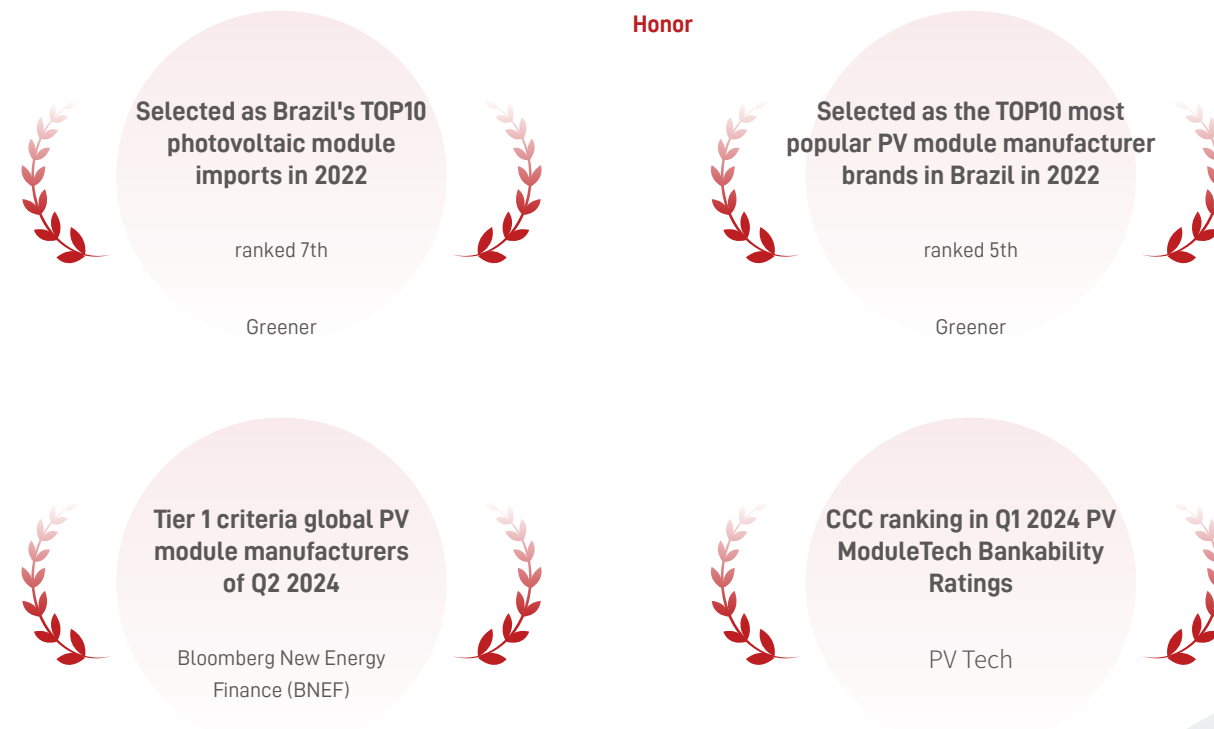 Honor
Selected as Brazil's TOP10
photovoltaic module
imports in 2022
ranked 7th
Greener
Selected as the TOP10 most
popular PV module manufacturer
brands in Brazil in 2022
ranked 5th
Greener
Tier 1 criteria global PV
module manufacturers
of Q2 2024
Bloomberg New Energy
Finance (BNEF)
CCC ranking in Q1 2024 PV
ModuleTech Bankability
Ratings
PV Tech